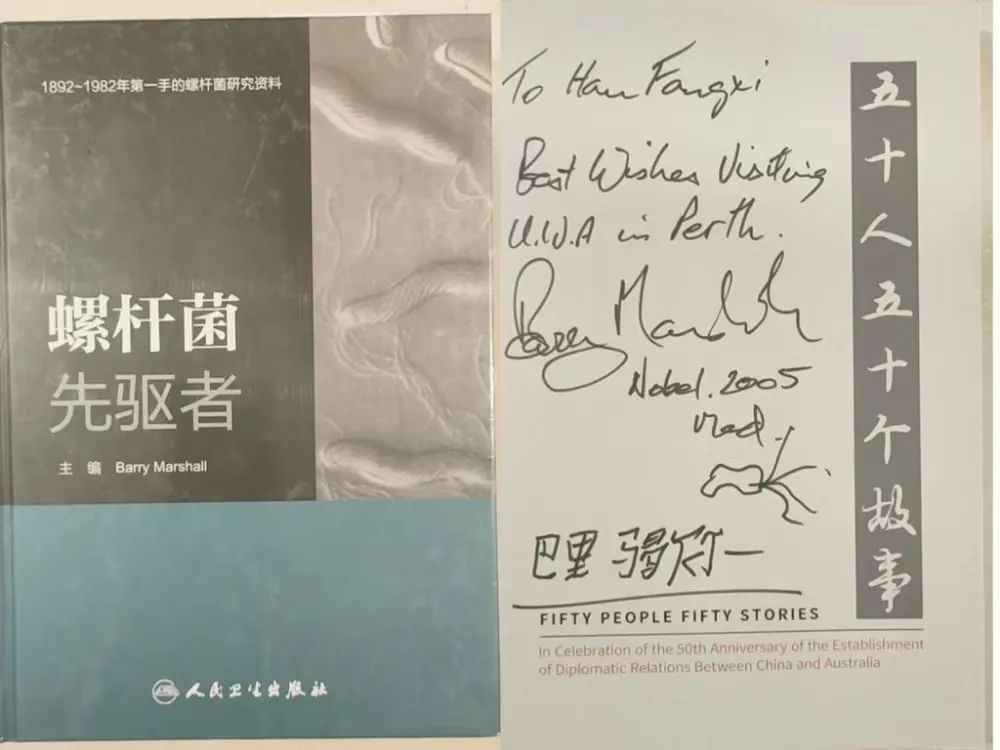 1892~1982年第一手的螺杆菌研究资料
螺杆菌
先驱者
主 编 Barry Marshall
人民卫生出版社
To Han Fangxi
Best Wishes Visiting
U.W.A in Perth.
Barry Marshall
Nobel. 2005
Med.
巴里 马歇尔
五十人五十个故事
FIFTY PEOPLE FIFTY STORIES
In Celebration of the 50th Anniversary of the Establishment
of Diplomatic Relations Between China and Australia